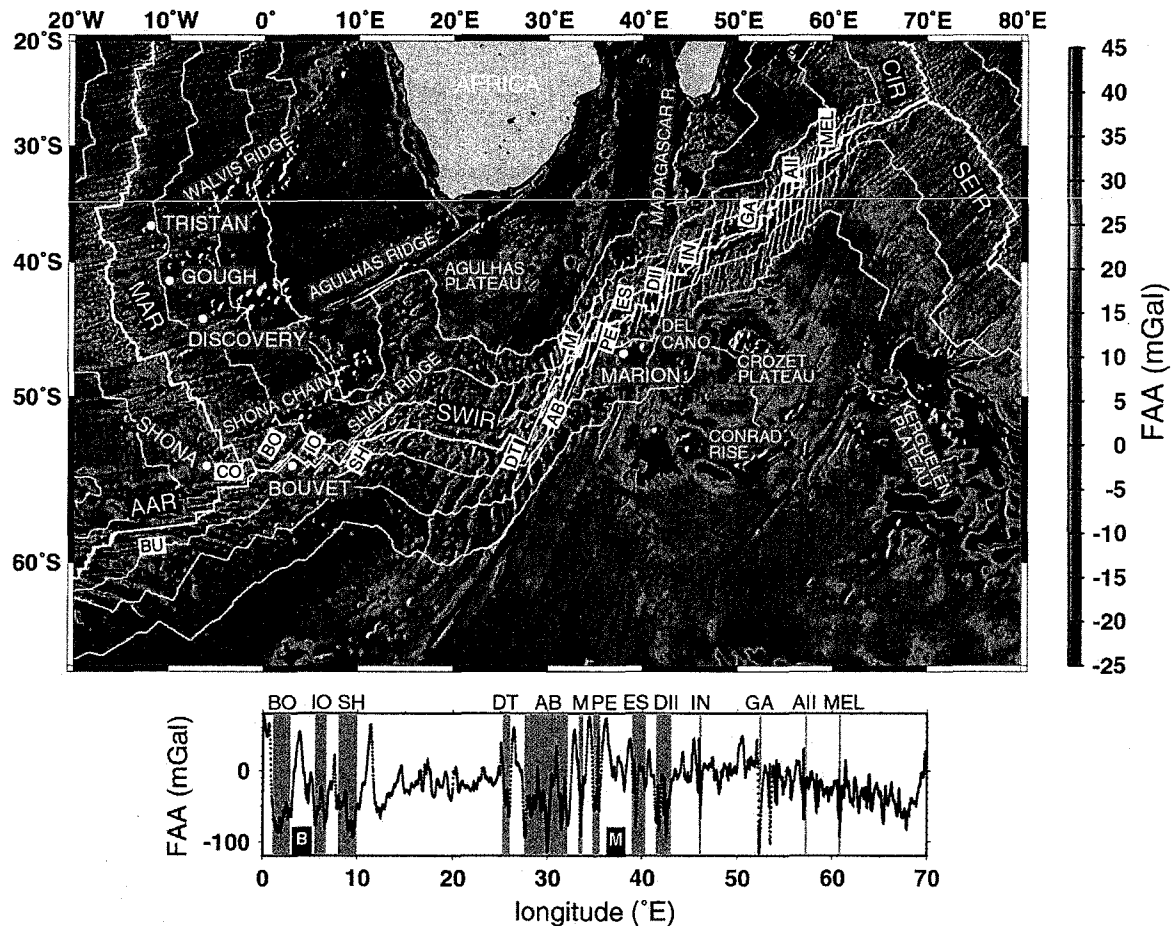 20°W 10°W 0° 10°E 20°E 30°E 40°E 50°E 60°E 70°E 80°E
20°S
30°S
40°S
50°S
60°S
AFRICA
MADAGASCAR R.
CIR
MEL
AII
SEIR
WALVIS RIDGE
TRISTAN
GA
IN
GOUGH
AGULHAS RIDGE
AGULHAS
PLATEAU
DII
ES
MAR
DISCOVERY
PE
DEL
CANO
MARION
CROZET
PLATEAU
SHONA CHAIN
SHAKA RIDGE
SWIR
AB
KERGUELEN
PLATEAU
SHONA
BO
IO
SH
DT
CONRAD
RISE
CO
BOUVET
AAR
BU
45
40
35
30
25
20
15
10
5
0
-5
-10
-15
-20
-25
FAA (mGal)
BO IO SH DT AB M PE ES DII IN GA AII MEL
FAA (mGal)
0
-100
B
M
0 10 20 30 40 50 60 70
longitude (°E)